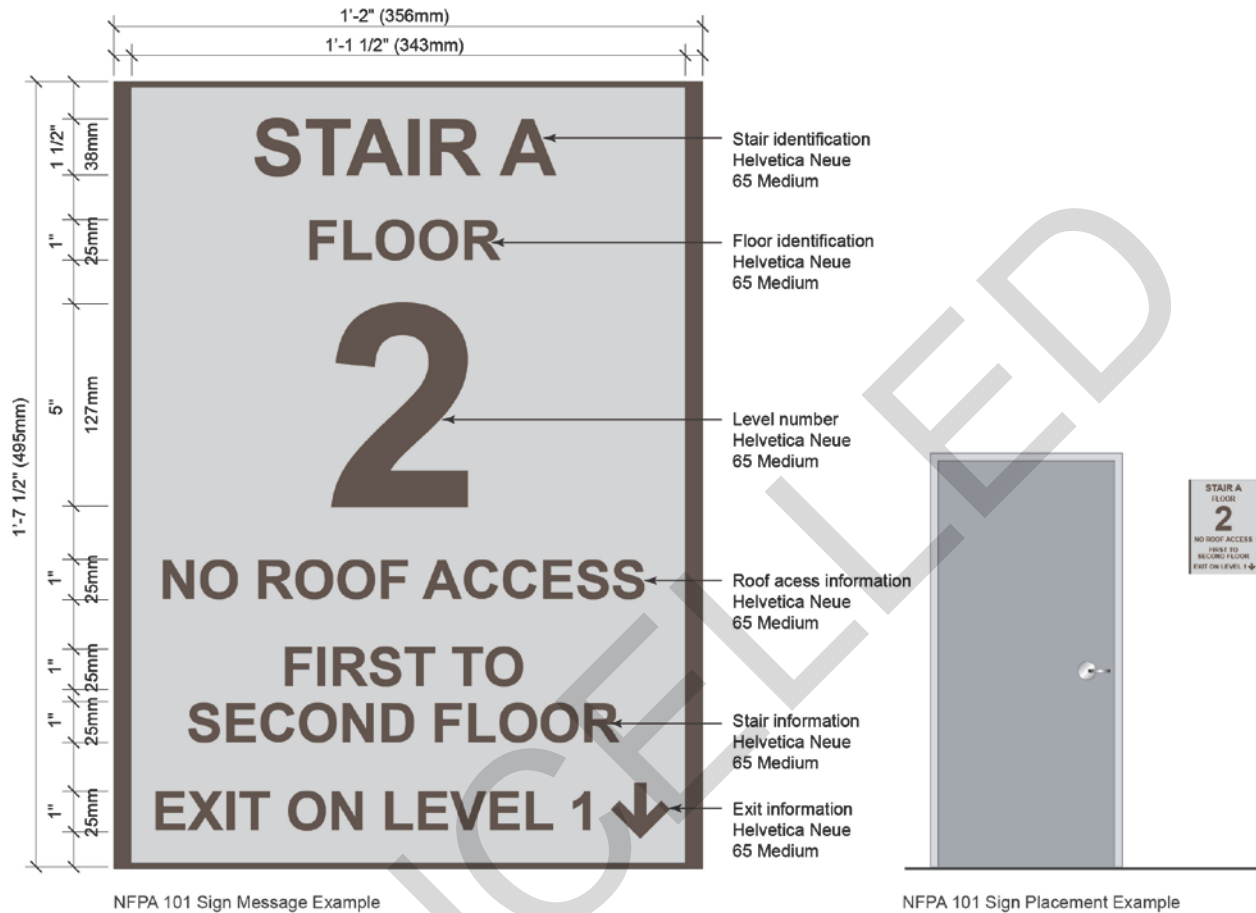 1'-2" (356mm)
1'-1 1/2" (343mm)
1'-7 1/2" (495mm)
1 1/2"
38mm
1"
25mm
5"
127mm
1"
25mm
1"
25mm
1"
25mm
1"
25mm
STAIR A
FLOOR
2
NO ROOF ACCESS
FIRST TO
SECOND FLOOR
EXIT ON LEVEL 1
Stair identification
Helvetica Neue
65 Medium
Floor identification
Helvetica Neue
65 Medium
Level number
Helvetica Neue
65 Medium
Roof acess information
Helvetica Neue
65 Medium
Stair information
Helvetica Neue
65 Medium
Exit information
Helvetica Neue
65 Medium
NFPA 101 Sign Message Example
STAIR A
FLOOR
2
NO ROOF ACCESS
FIRST TO
SECOND FLOOR
EXIT ON LEVEL 1
NFPA 101 Sign Placement Example
NCELLED